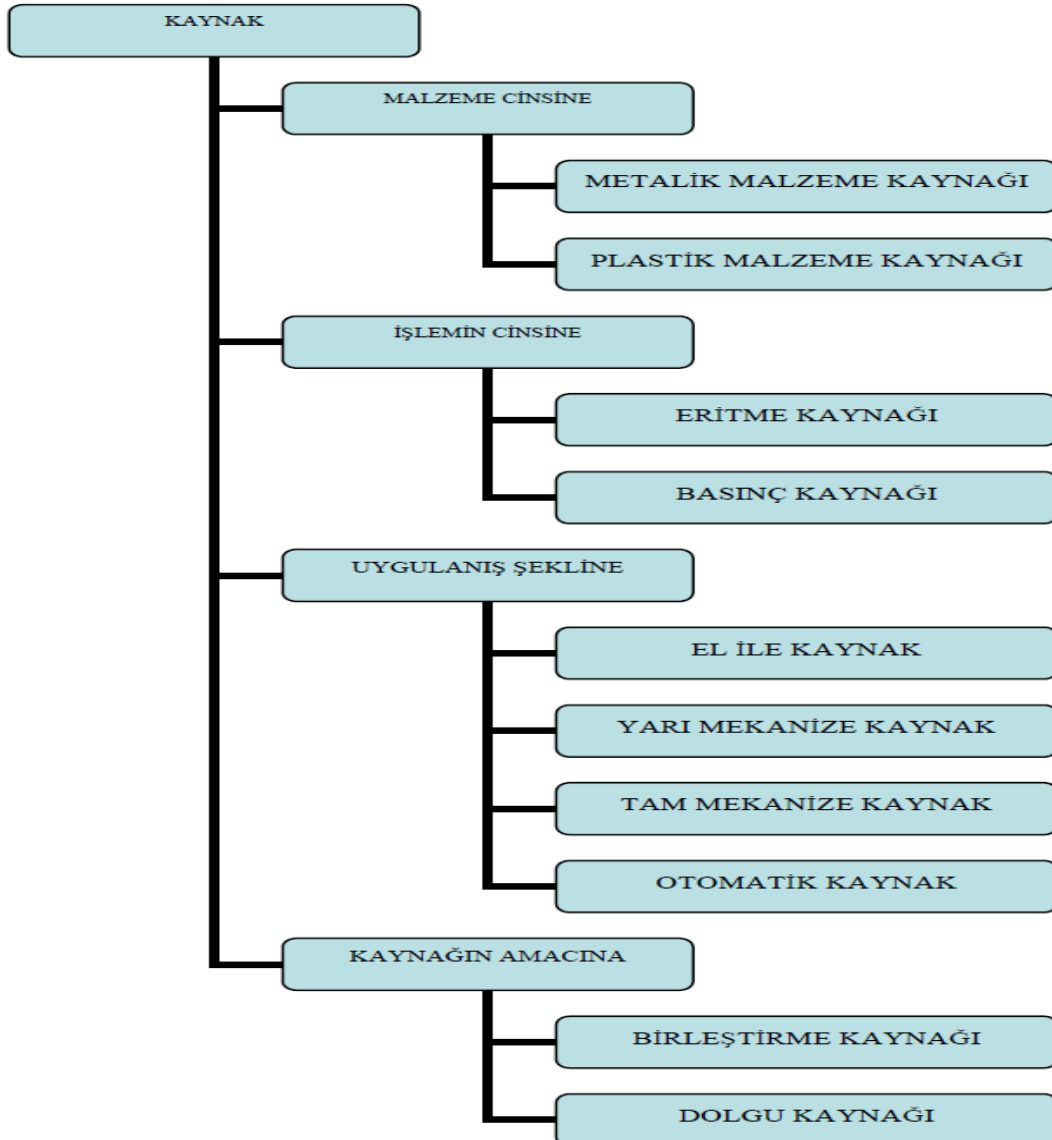 KAYNAK
MALZEME CİNSİNE
METALİK MALZEME KAYNAĞI
PLASTİK MALZEME KAYNAĞI
İŞLEMİN CİNSİNE
ERİTME KAYNAĞI
BASINÇ KAYNAĞI
UYGULANIŞ ŞEKLİNE
EL İLE KAYNAK
YARI MEKANİZE KAYNAK
TAM MEKANİZE KAYNAK
OTOMATİK KAYNAK
KAYNAĞIN AMACINA
BİRLEŞTİRME KAYNAĞI
DOLGU KAYNAĞI